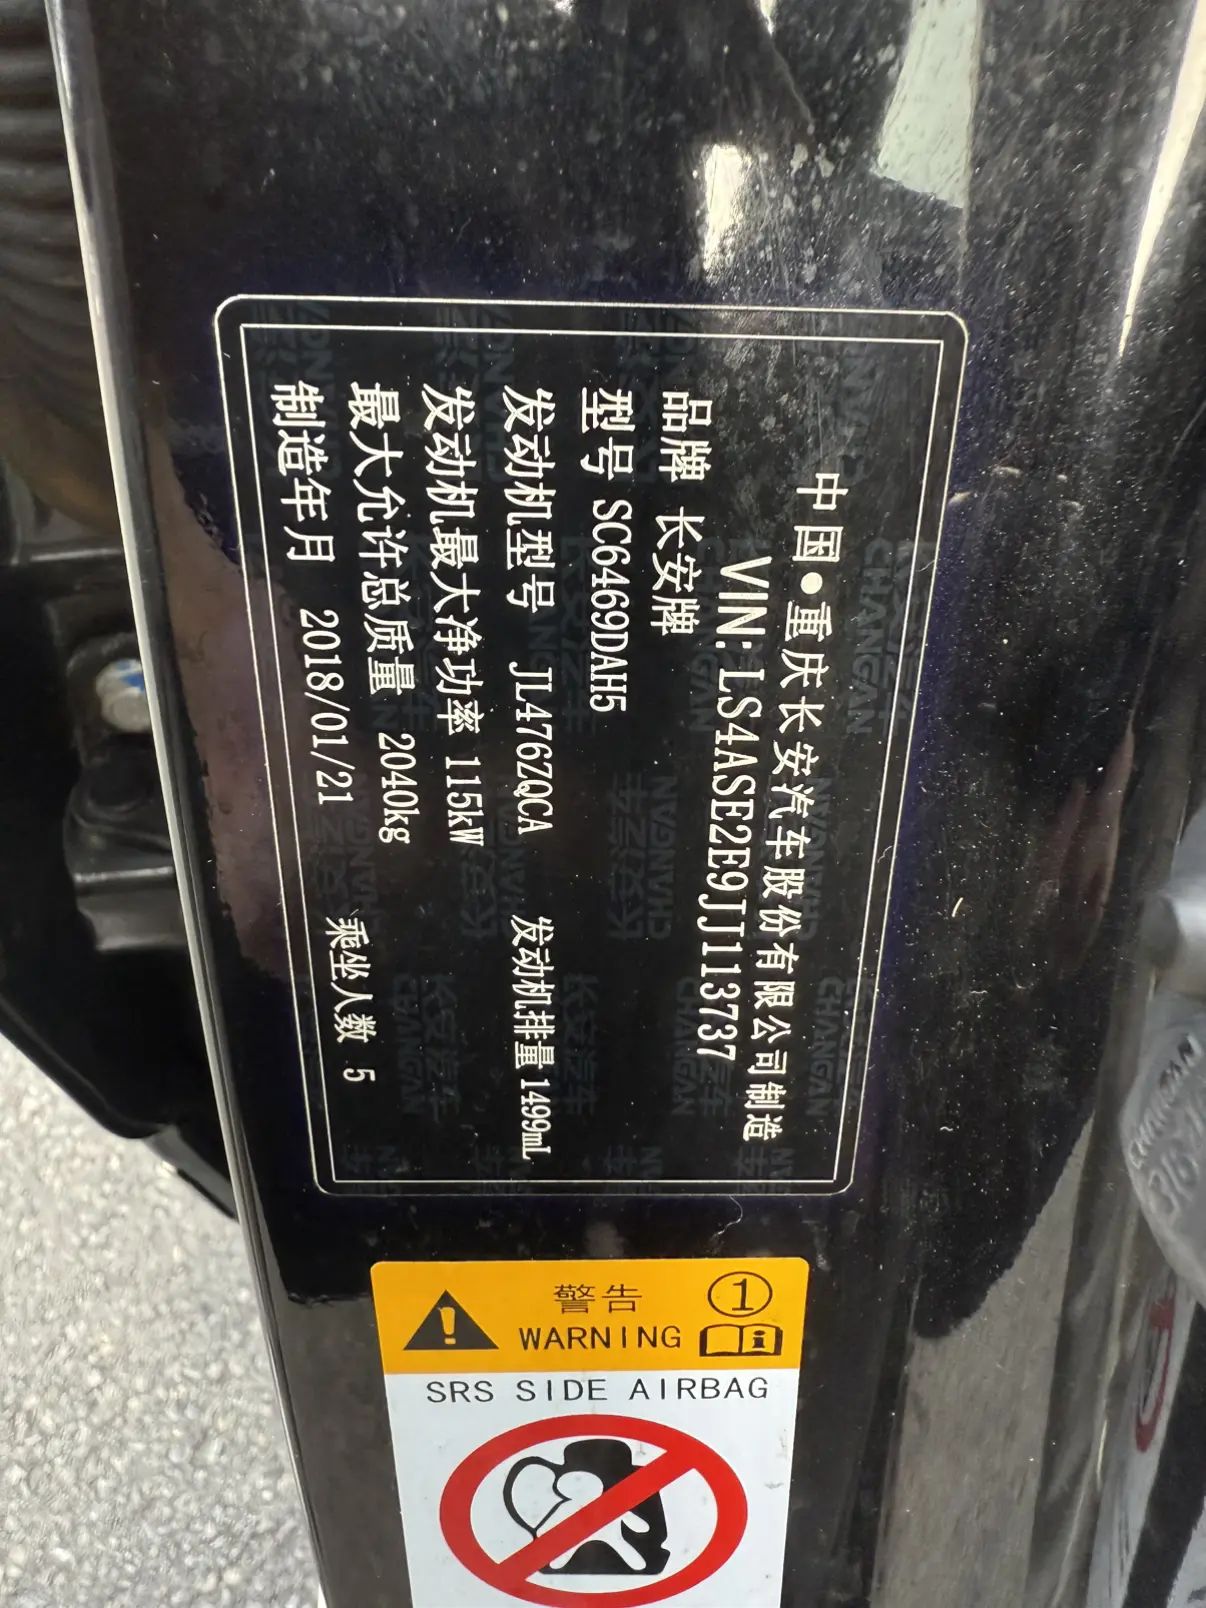 中国●重庆长安汽车股份有限公司制造
VIN:LS4ASE2E9JJ113737
品牌 长安牌
型号 SC6469DAH5
发动机型号 JL476ZQCA 发动机排量 1499mL
发动机最大净功率 115kW
最大允许总质量 2040kg
制造年月 2018/01/21 乘坐人数 5
警告 ①
WARNING
SRS SIDE AIRBAG